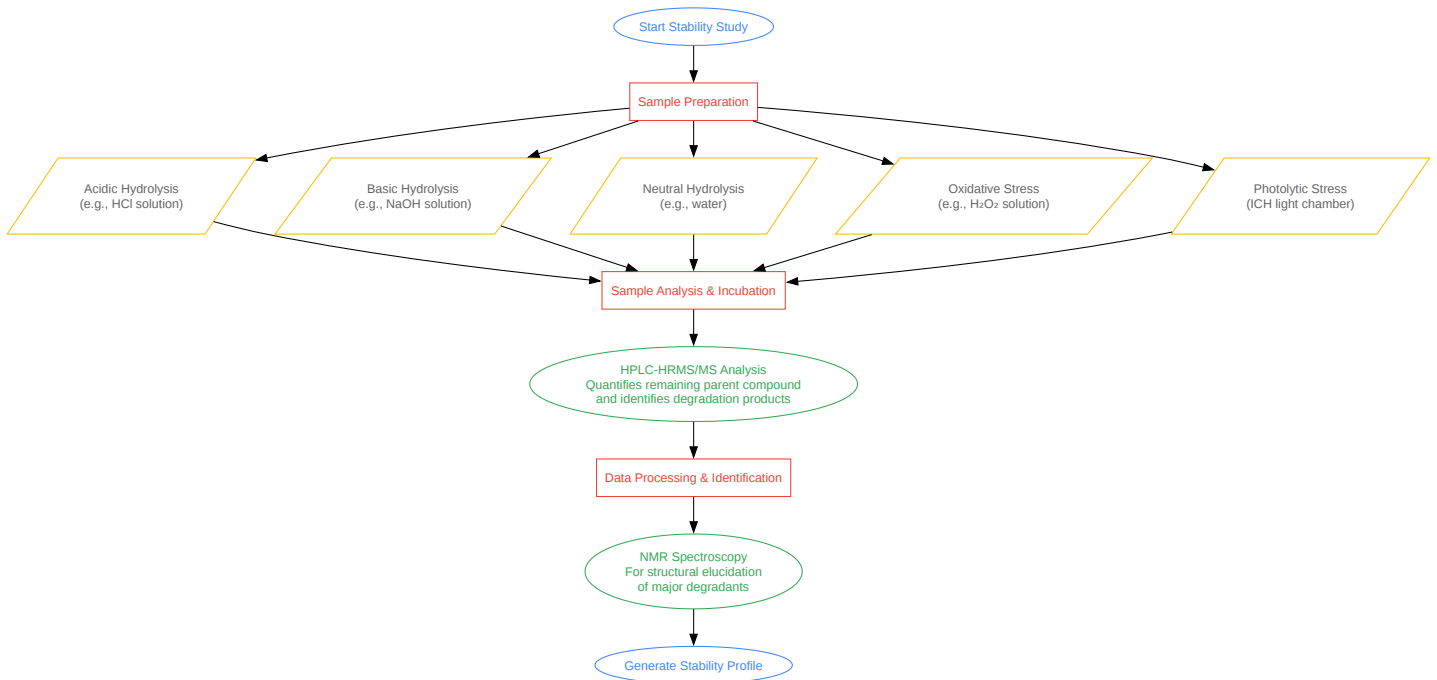 Start Stability Study
Sample Preparation
Acidic Hydrolysis
(e.g., HCl solution)
Basic Hydrolysis
(e.g., NaOH solution)
Neutral Hydrolysis
(e.g., water)
Oxidative Stress
(e.g., H₂O₂ solution)
Photolytic Stress
(ICH light chamber)
Sample Analysis & Incubation
HPLC-HRMS/MS Analysis
Quantifies remaining parent compound
and identifies degradation products
Data Processing & Identification
NMR Spectroscopy
For structural elucidation
of major degradants
Generate Stability Profile